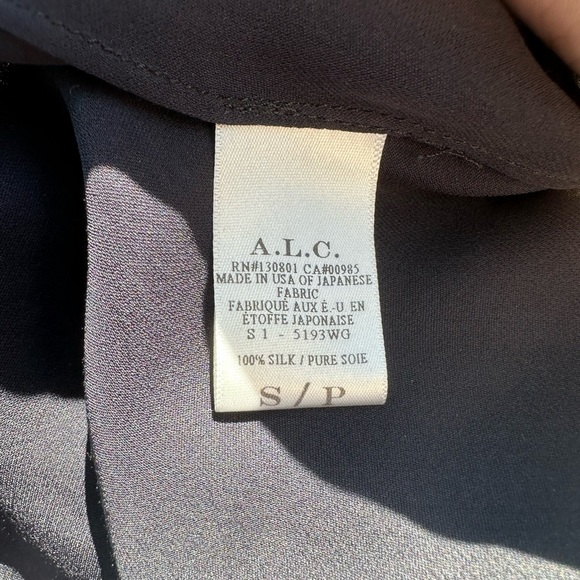 A.L.C.
RN#130801 CA#00985
MADE IN USA OF JAPANESE
FABRIC
FABRIQUÉ AUX É.-U EN
ÉTOFFE JAPONAISE
S 1 - 5193WG
100% SILK / PURE SOIE
S / P